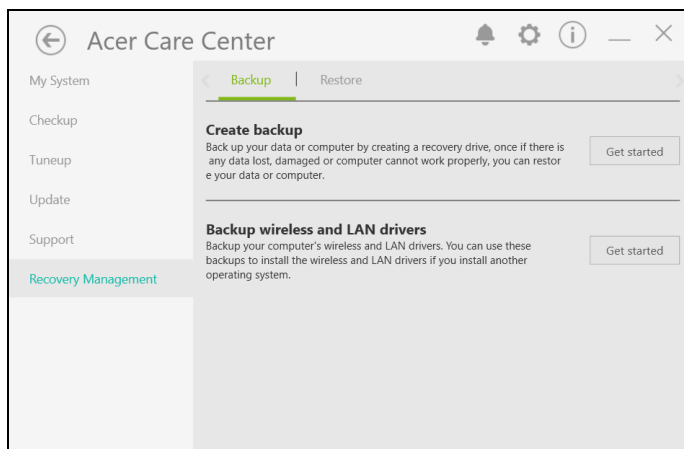 Acer Care Center
My System
Backup
Restore
Checkup
Tuneup
Update
Support
Recovery Management
Create backup
Back up your data or computer by creating a recovery drive, once if there is
any data lost, damaged or computer cannot work properly, you can restor
e your data or computer.
Get started
Backup wireless and LAN drivers
Backup your computer's wireless and LAN drivers. You can use these
backups to install the wireless and LAN drivers if you install another
operating system.
Get started